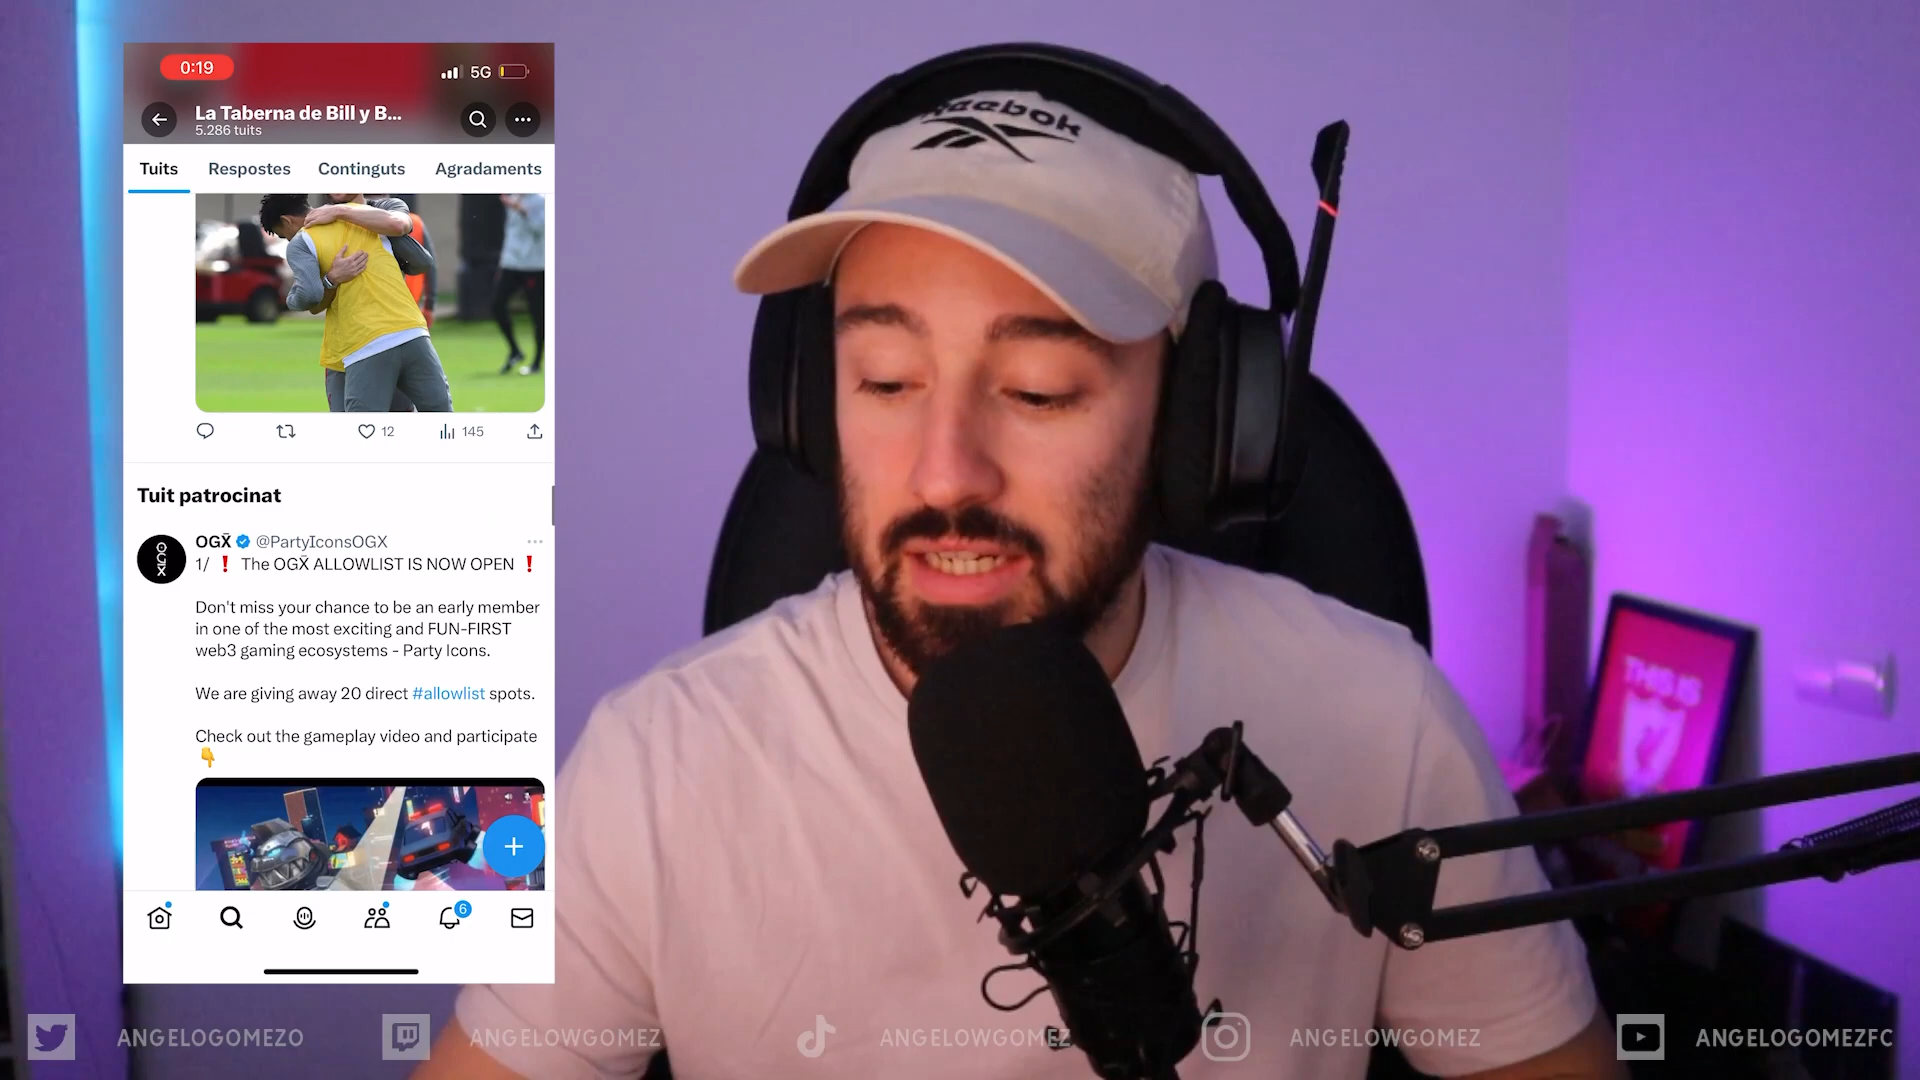 0:19
5G
La Taberna de Bill y B...
5.286 tuits
Tuits
Respostes
Continguts
Agradaments
12
145
Tuit patrocinat
OGX̄ @PartyIconsOGX
1/ ❗ The OGX̄ ALLOWLIST IS NOW OPEN ❗
Don't miss your chance to be an early member
in one of the most exciting and FUN-FIRST
web3 gaming ecosystems - Party Icons.
We are giving away 20 direct #allowlist spots.
Check out the gameplay video and participate
👇
6
Reebok
THIS IS
ANGELOGOMEZO
ANGELOWGOMEZ
ANGELOWGOMEZ
ANGELOWGOMEZ
ANGELOGOMEZFC